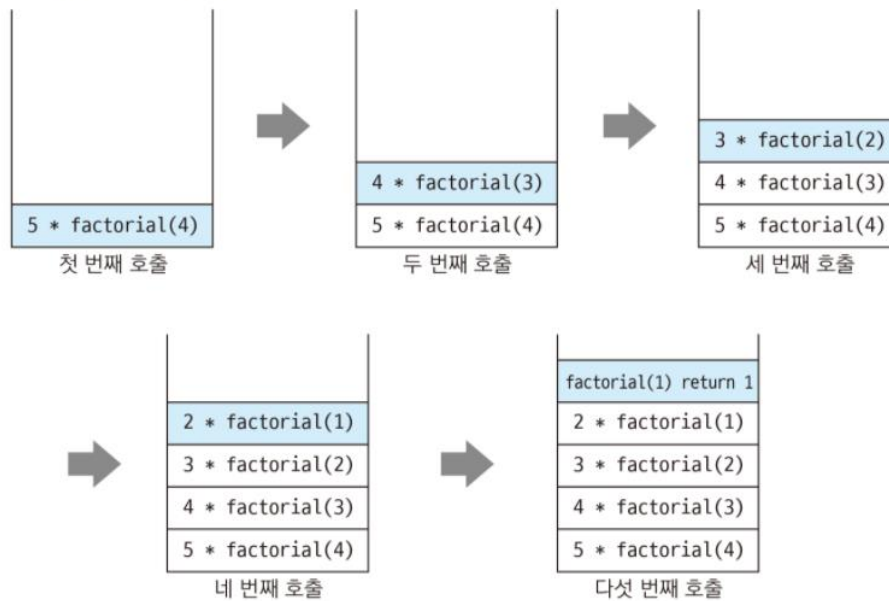 5 * factorial(4)
첫 번째 호출
4 * factorial(3)
5 * factorial(4)
두 번째 호출
3 * factorial(2)
4 * factorial(3)
5 * factorial(4)
세 번째 호출
2 * factorial(1)
3 * factorial(2)
4 * factorial(3)
5 * factorial(4)
네 번째 호출
factorial(1) return 1
2 * factorial(1)
3 * factorial(2)
4 * factorial(3)
5 * factorial(4)
다섯 번째 호출